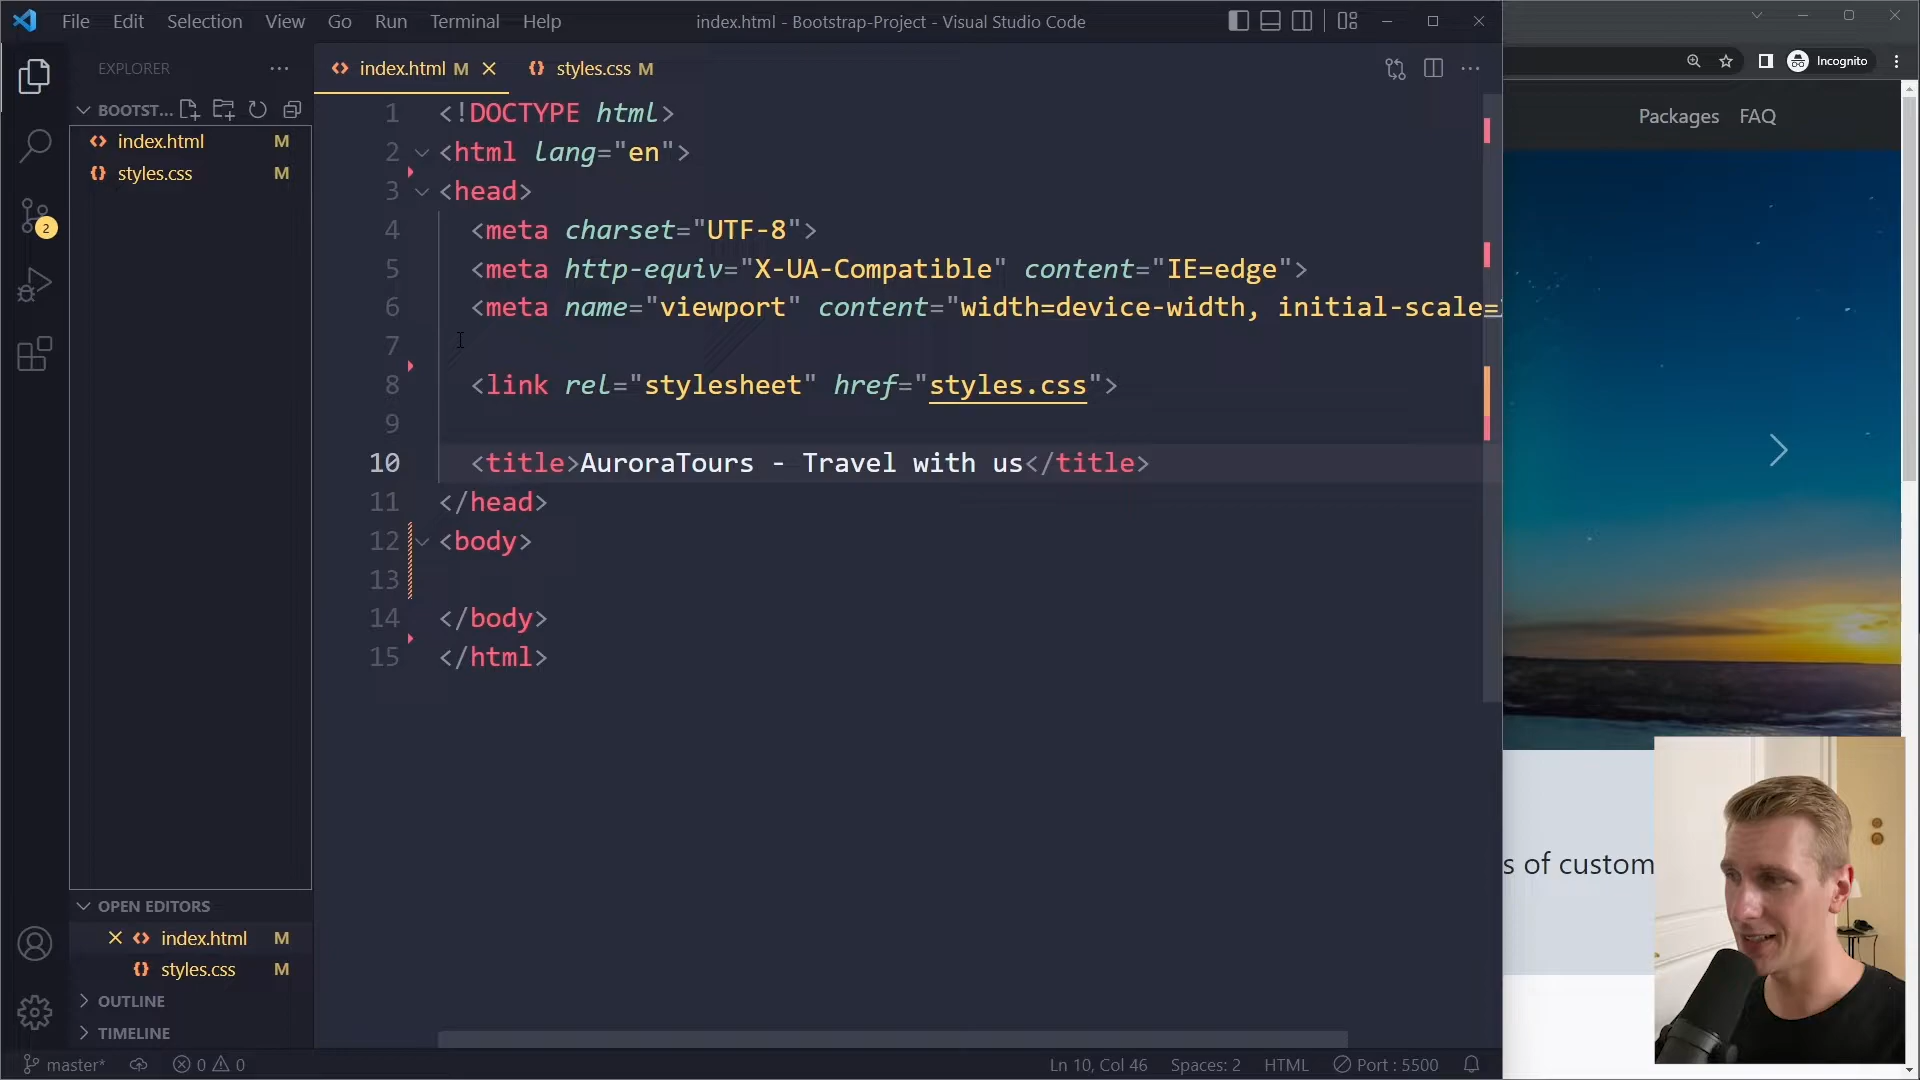 File Edit Selection View Go Run Terminal Help
index.html - Bootstrap-Project - Visual Studio Code
Incognito
EXPLORER
BOOTST...
index.html M
styles.css M
2
index.html M
styles.css M
1 <!DOCTYPE html>
2 <html lang="en">
3 <head>
4 <meta charset="UTF-8">
5 <meta http-equiv="X-UA-Compatible" content="IE=edge">
6 <meta name="viewport" content="width=device-width, initial-scale=
7
8 <link rel="stylesheet" href="styles.css">
9
10 <title>AuroraTours - Travel with us</title>
11 </head>
12 <body>
13
14 </body>
15 </html>
Packages FAQ
s of custom
OPEN EDITORS
index.html M
styles.css M
OUTLINE
TIMELINE
master* 0 0
Ln 10, Col 46 Spaces: 2 HTML Port : 5500